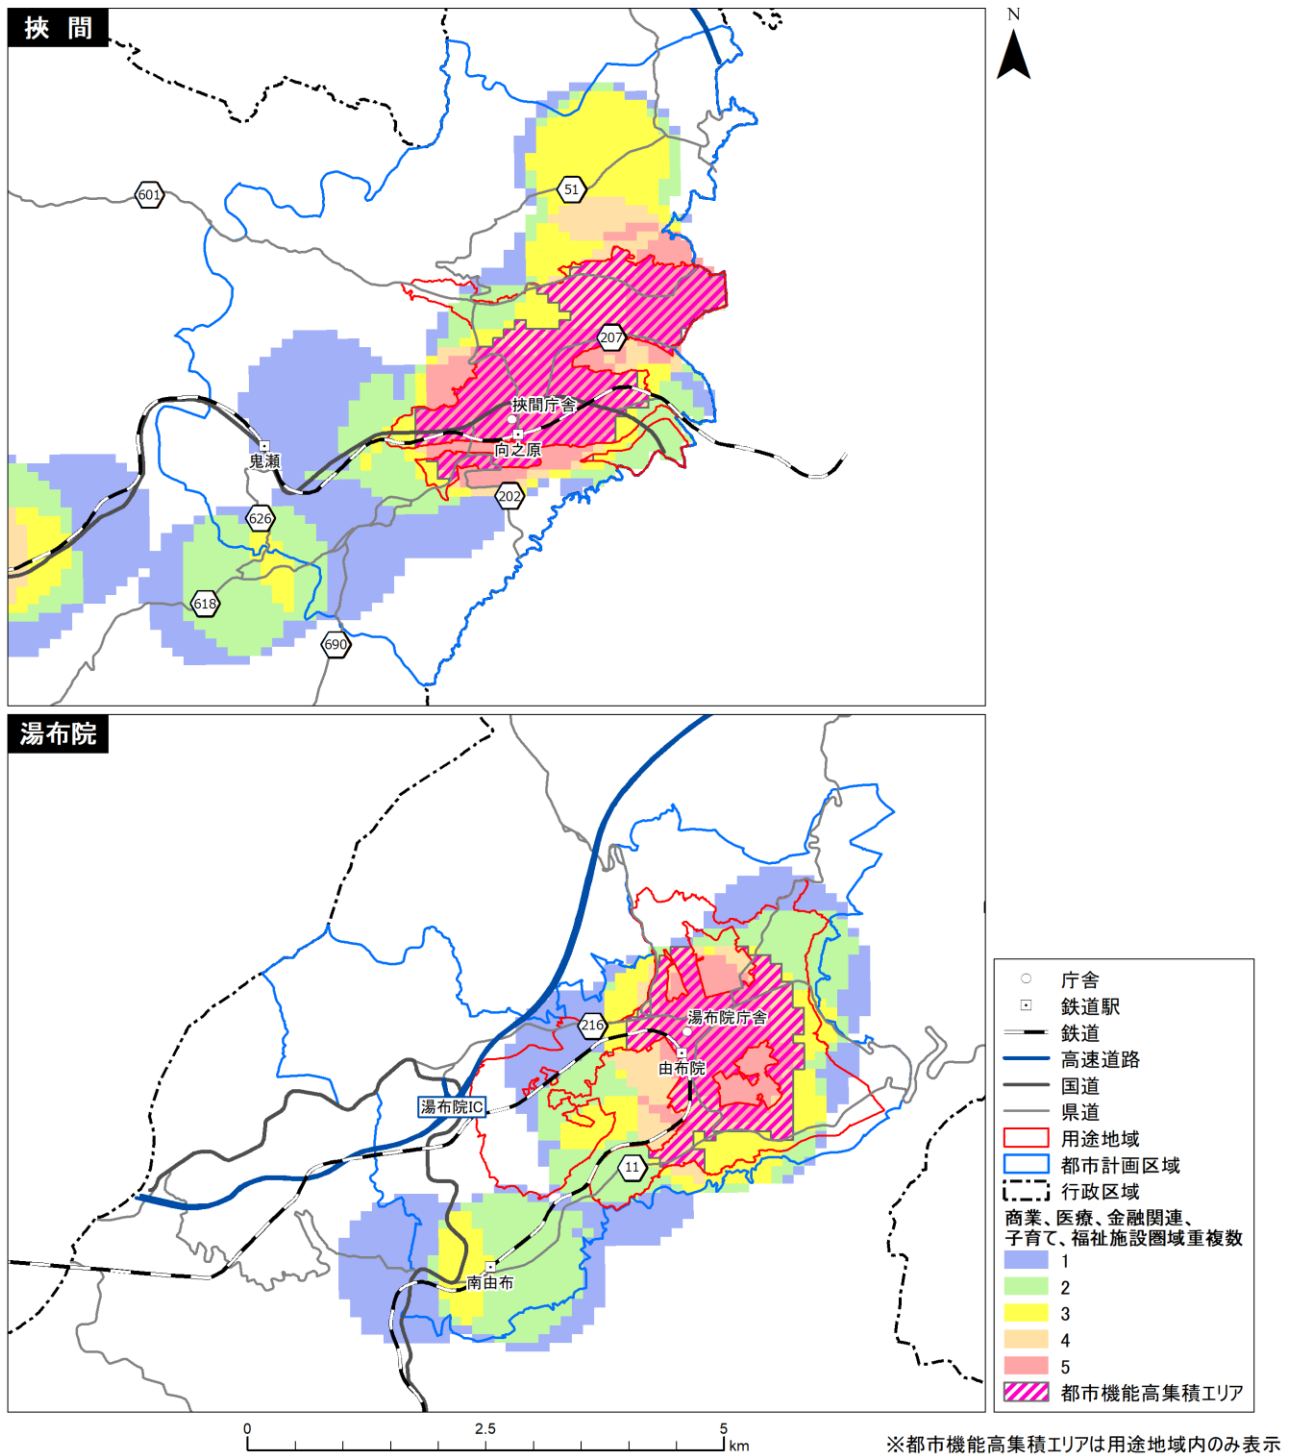 挾間
N
601
51
207
挾間庁舎
向之原
鬼瀬
202
626
618
690
湯布院
216
湯布院庁舎
由布院
湯布院IC
11
南由布
庁舎
鉄道駅
鉄道
高速道路
国道
県道
用途地域
都市計画区域
行政区域
商業、医療、金融関連、
子育て、福祉施設圏域重複数
1
2
3
4
5
都市機能高集積エリア
0 2.5 5
km
※都市機能高集積エリアは用途地域内のみ表示